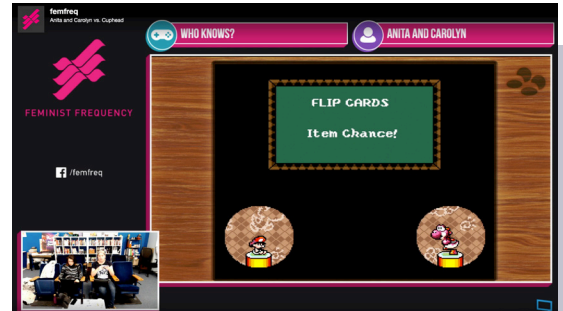 femfreq
Anita and Carolyn vs. Cuphead
WHO KNOWS?
ANITA AND CAROLYN
FEMINIST FREQUENCY
/femfreq
FLIP CARDS
Item Chance!